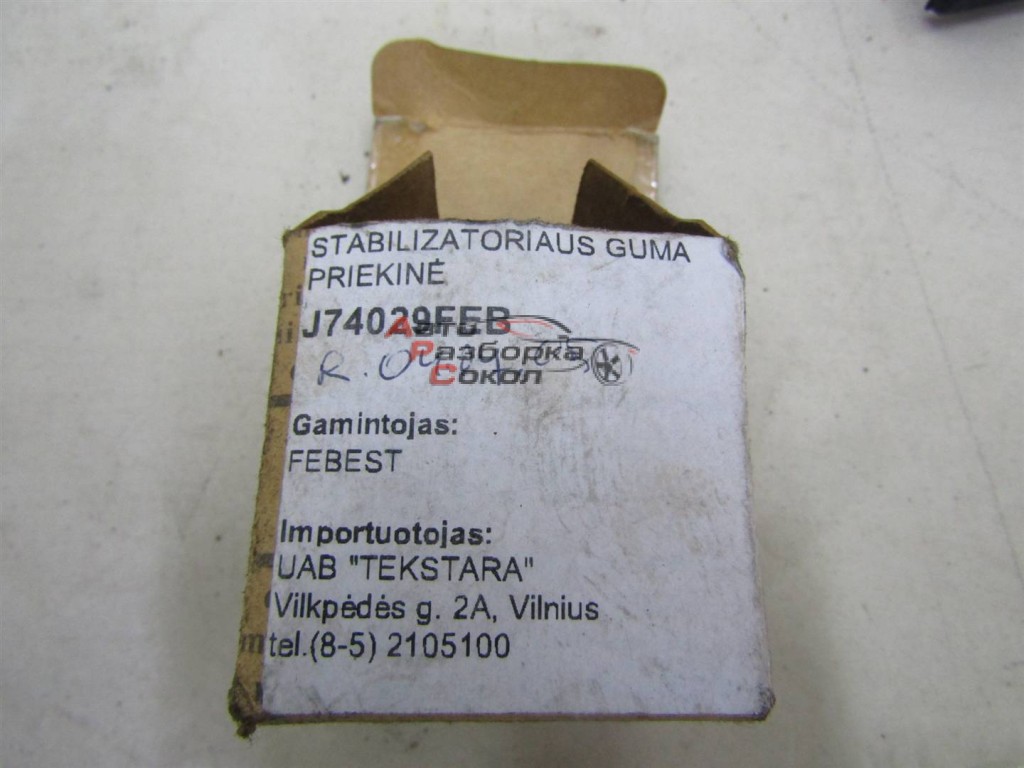 STABILIZATORIAUS GUMA
PRIEKINĖ
J74029FEB
Авто
Разборка
Сокол
Gamintojas:
FEBEST
Importuotojas:
UAB "TEKSTARA"
Vilkpėdės g. 2A, Vilnius
tel.(8-5) 2105100